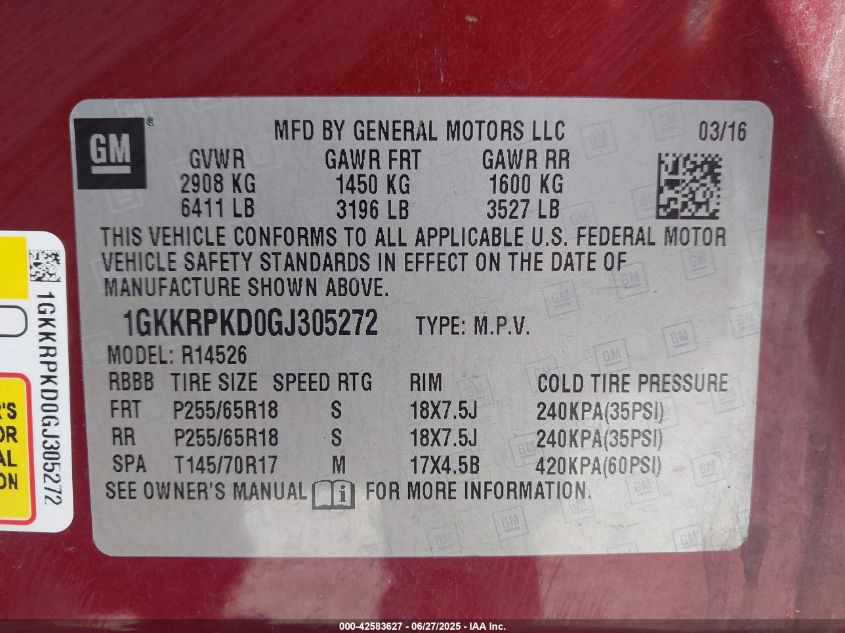 GM
MFD BY GENERAL MOTORS LLC 03/16
GVWR GAWR FRT GAWR RR
2908 KG 1450 KG 1600 KG
6411 LB 3196 LB 3527 LB
THIS VEHICLE CONFORMS TO ALL APPLICABLE U.S. FEDERAL MOTOR
VEHICLE SAFETY STANDARDS IN EFFECT ON THE DATE OF
MANUFACTURE SHOWN ABOVE.
1GKKRPKD0GJ305272 TYPE: M.P.V.
MODEL: R14526
RBBB TIRE SIZE SPEED RTG RIM COLD TIRE PRESSURE
FRT P255/65R18 S 18X7.5J 240KPA(35PSI)
RR P255/65R18 S 18X7.5J 240KPA(35PSI)
SPA T145/70R17 M 17X4.5B 420KPA(60PSI)
SEE OWNER'S MANUAL i FOR MORE INFORMATION.
1GKKRPKD0GJ305272
R'S
OR
AL
ON
000-42583627 - 06/27/2025 - IAA Inc.